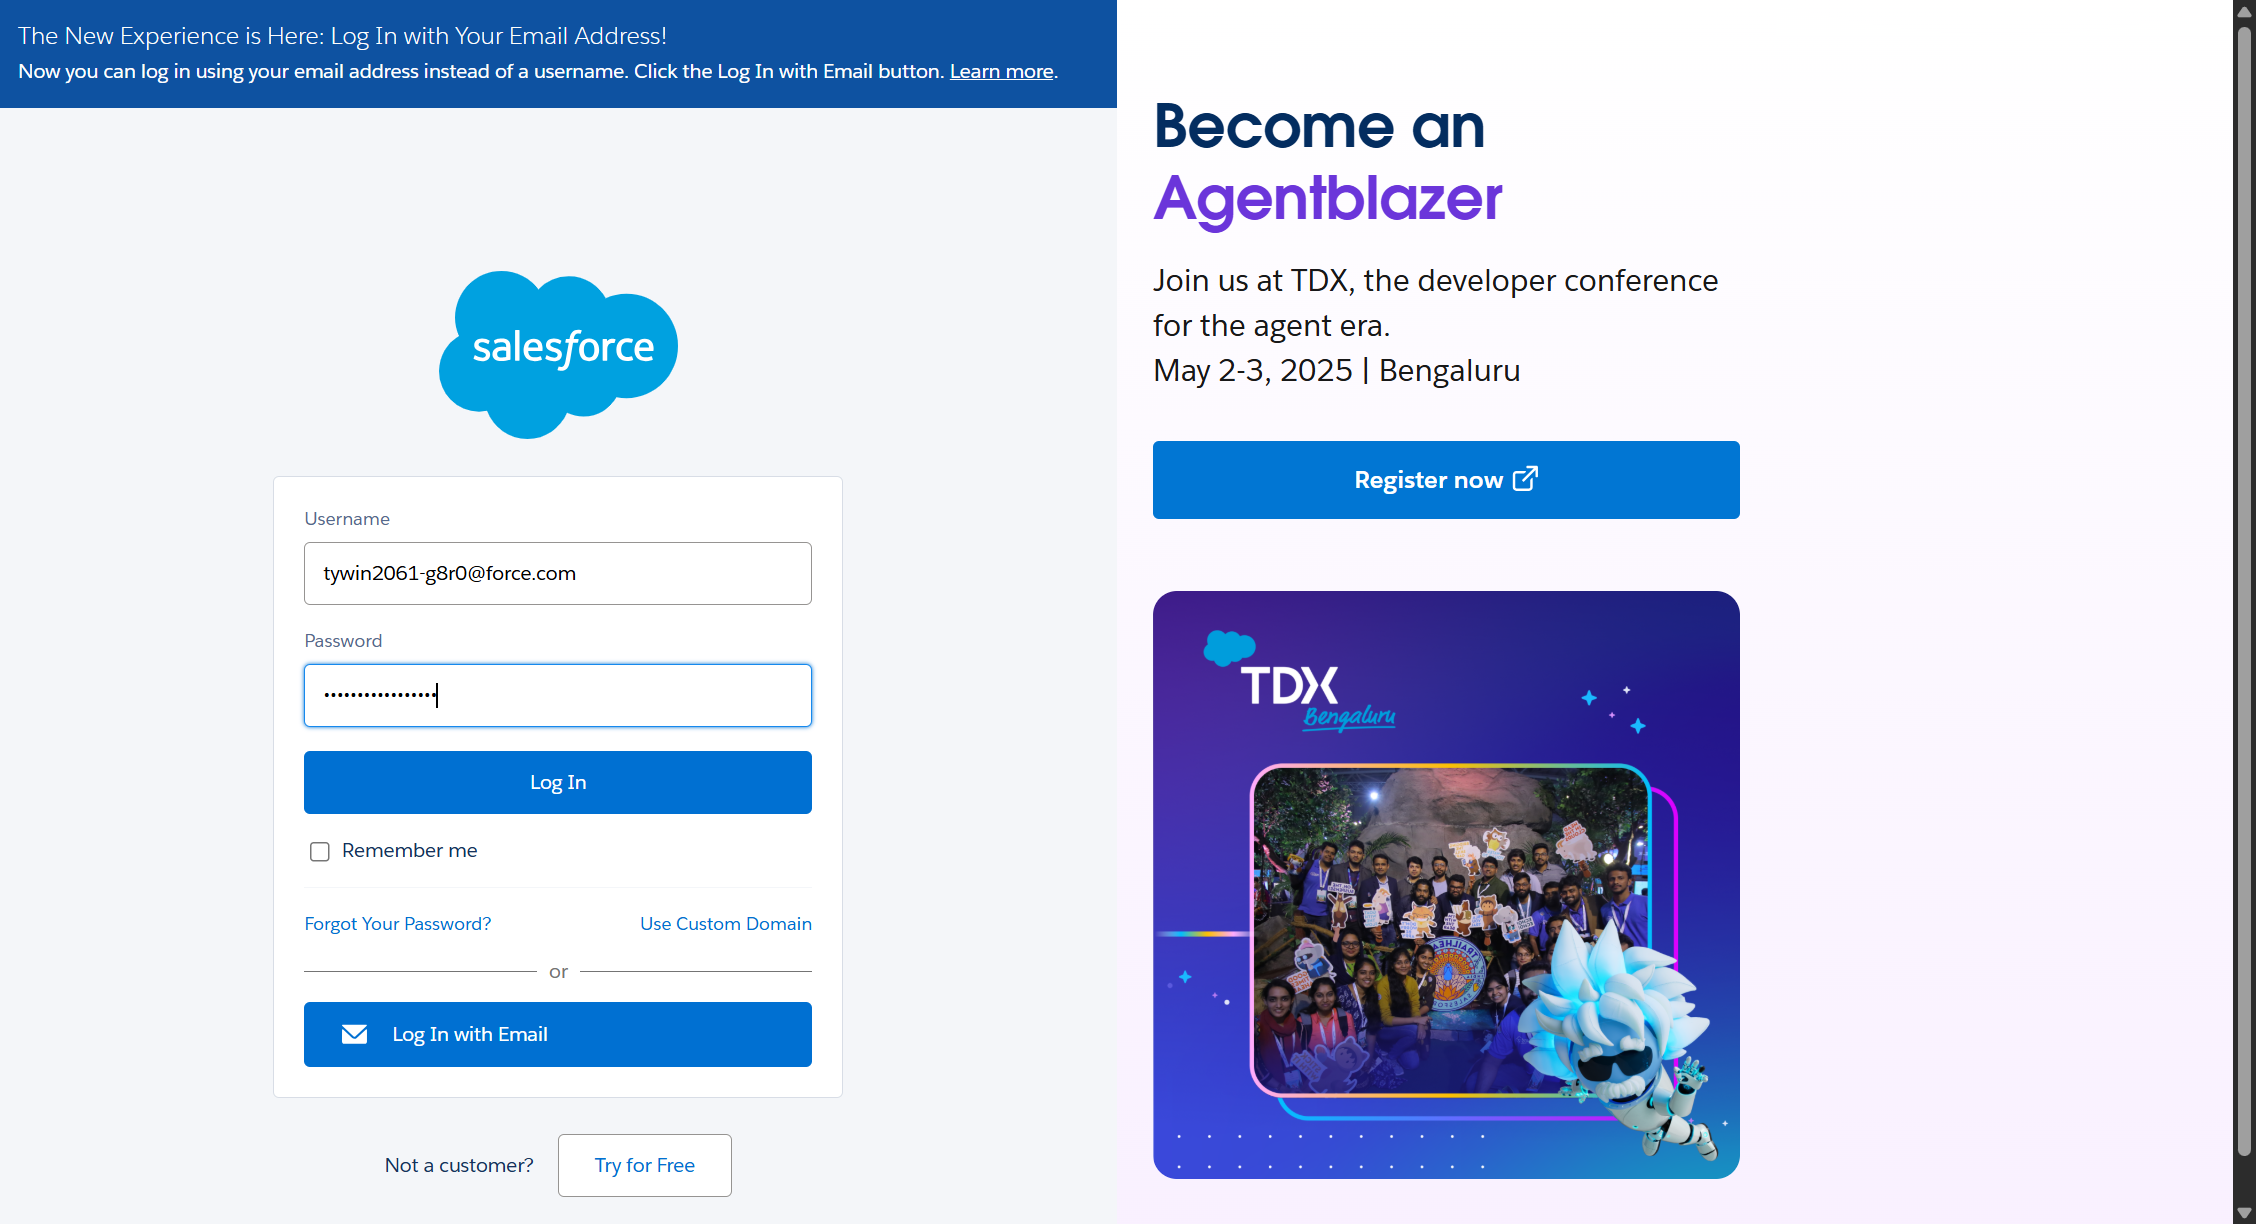 The New Experience is Here: Log In with Your Email Address!
Now you can log in using your email address instead of a username. Click the Log In with Email button. Learn more.
salesforce
Username
tywin2061-g8r0@force.com
Password
•••••••••••••••••
Log In
Remember me
Forgot Your Password?
Use Custom Domain
or
Log In with Email
Not a customer?
Try for Free
Become an
Agentblazer
Join us at TDX, the developer conference
for the agent era.
May 2-3, 2025 | Bengaluru
Register now
TDX
Bengaluru